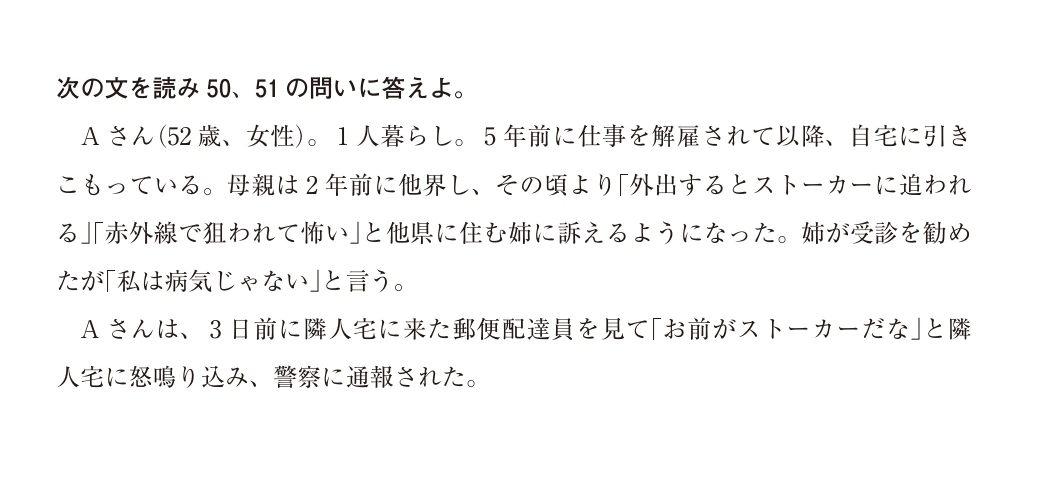 次の文を読み 50、51 の問いに答えよ。
　A さん(52 歳、女性)。1 人暮らし。5 年前に仕事を解雇されて以降、自宅に引き
こもっている。母親は 2 年前に他界し、その頃より「外出するとストーカーに追われ
る」「赤外線で狙われて怖い」と他県に住む姉に訴えるようになった。姉が受診を勧め
たが「私は病気じゃない」と言う。
　A さんは、3 日前に隣人宅に来た郵便配達員を見て「お前がストーカーだな」と隣
人宅に怒鳴り込み、警察に通報された。